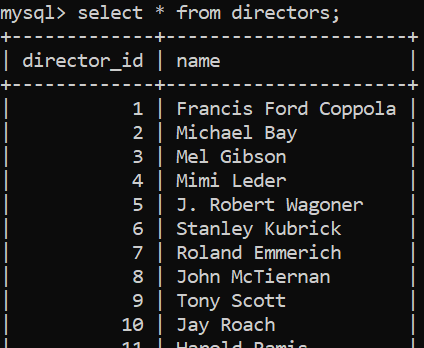 mysql> select * from directors;
+-------------+----------------------+
| director_id | name                 |
+-------------+----------------------+
|           1 | Francis Ford Coppola |
|           2 | Michael Bay          |
|           3 | Mel Gibson           |
|           4 | Mimi Leder           |
|           5 | J. Robert Wagoner    |
|           6 | Stanley Kubrick      |
|           7 | Roland Emmerich      |
|           8 | John McTiernan       |
|           9 | Tony Scott           |
|          10 | Jay Roach            |
|          11 | Harold Ramis         |